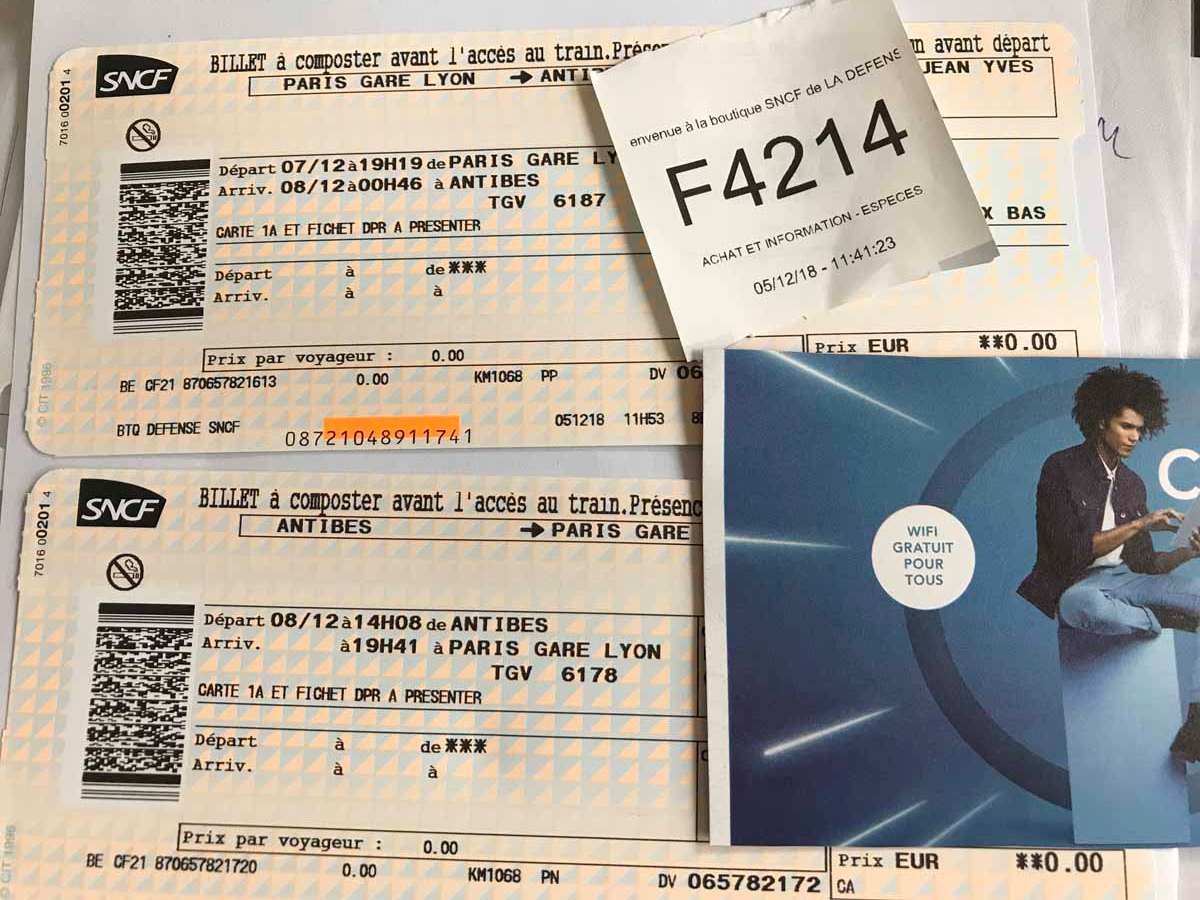 7016 00201 4
SNCF
BILLET à composter avant l'accès au train.
un avant départ
PARIS GARE LYON → 
JEAN YVES
Départ 07/12 à 19H19 de PARIS GARE
Arriv. 08/12 à 00H46 à ANTIBES
TGV 6187
BAS
CARTE 1A ET FICHET DPR A PRESENTER
Départ à de ***
Arriv. à à
Prix par voyageur : 0.00
Prix EUR **0.00
BE CF21 870657821613 0.00 KM1068 PP DV
BTQ DEFENSE SNCF 08721048911741 051218 11H53
© CIT 1996
envenue à la boutique SNCF de LA DEFENS
F4214
ACHAT ET INFORMATION - ESPECES
05/12/18 - 11:41:23
7016 00201 4
SNCF
BILLET à composter avant l'accès au train.Présenc
ANTIBES → PARIS GARE
Départ 08/12 à 14H08 de ANTIBES
Arriv. à 19H41 à PARIS GARE LYON
TGV 6178
CARTE 1A ET FICHET DPR A PRESENTER
Départ à de ***
Arriv. à à
Prix par voyageur : 0.00
Prix EUR **0.00
BE CF21 870657821720 0.00 KM1068 PN DV 065782172
CA
© CIT 1996
WIFI
GRATUIT
POUR
TOUS
C